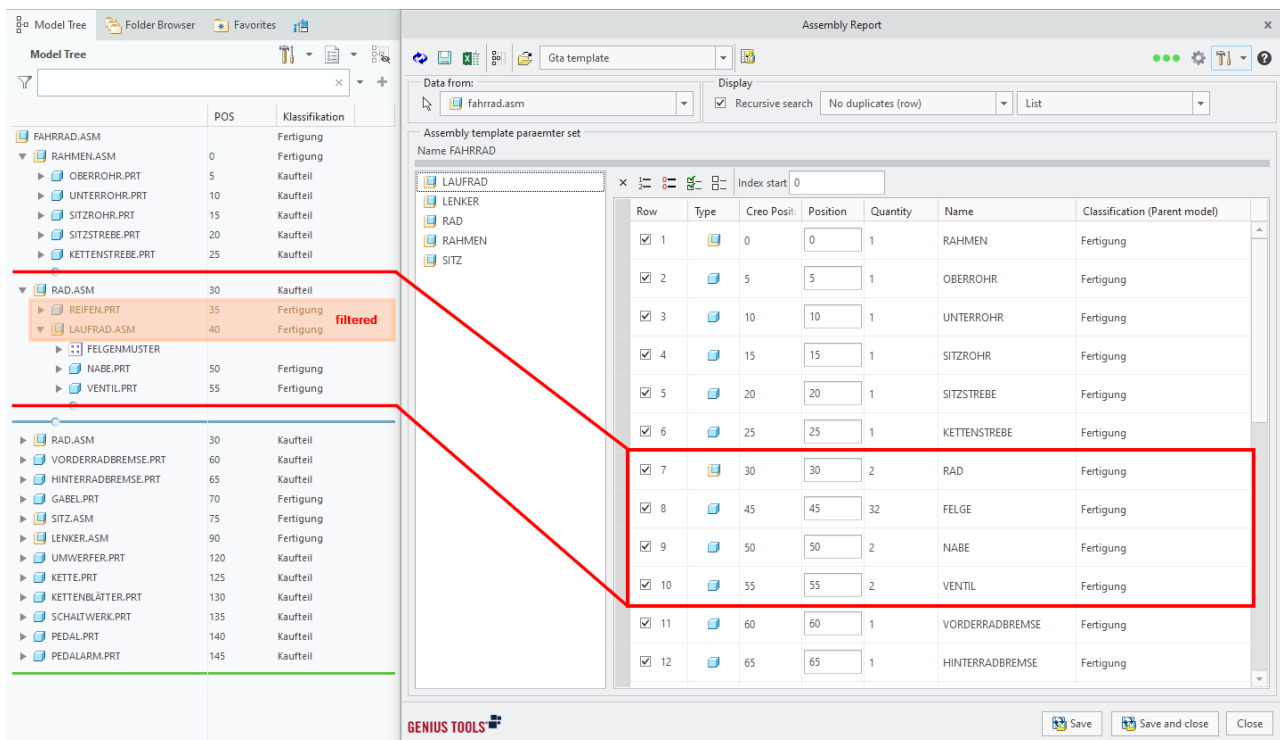 Model Tree Folder Browser Favorites
Model Tree
POS Klassifikation
FAHRRAD.ASM Fertigung
RAHMEN.ASM 0 Fertigung
OBERROHR.PRT 5 Kaufteil
UNTERROHR.PRT 10 Kaufteil
SITZROHR.PRT 15 Kaufteil
SITZSTREBE.PRT 20 Kaufteil
KETTENSTREBE.PRT 25 Kaufteil
RAD.ASM 30 Kaufteil
REIFEN.PRT 35 Fertigung
filtered
LAUFRAD.ASM 40 Fertigung
FELGENMUSTER
NABE.PRT 50 Fertigung
VENTIL.PRT 55 Fertigung
RAD.ASM 30 Kaufteil
VORDERRADBREMSE.PRT 60 Kaufteil
HINTERRADBREMSE.PRT 65 Kaufteil
GABEL.PRT 70 Fertigung
SITZ.ASM 75 Fertigung
LENKER.ASM 90 Fertigung
UMWERFER.PRT 120 Kaufteil
KETTE.PRT 125 Kaufteil
KETTENBLÄTTER.PRT 130 Kaufteil
SCHALTWERK.PRT 135 Kaufteil
PEDAL.PRT 140 Kaufteil
PEDALARM.PRT 145 Kaufteil
Assembly Report
Gta template
Data from: Display
fahrrad.asm Recursive search No duplicates (row) List
Assembly template paraemter set
Name FAHRRAD
LAUFRAD
LENKER
RAD
RAHMEN
SITZ
Index start 0
Row Type Creo Positi Position Quantity Name Classification (Parent model)
1 0 0 1 RAHMEN Fertigung
2 5 5 1 OBERROHR Fertigung
3 10 10 1 UNTERROHR Fertigung
4 15 15 1 SITZROHR Fertigung
5 20 20 1 SITZSTREBE Fertigung
6 25 25 1 KETTENSTREBE Fertigung
7 30 30 2 RAD Fertigung
8 45 45 32 FELGE Fertigung
9 50 50 2 NABE Fertigung
10 55 55 2 VENTIL Fertigung
11 60 60 1 VORDERRADBREMSE Fertigung
12 65 65 1 HINTERRADBREMSE Fertigung
GENIUS TOOLS Save Save and close Close